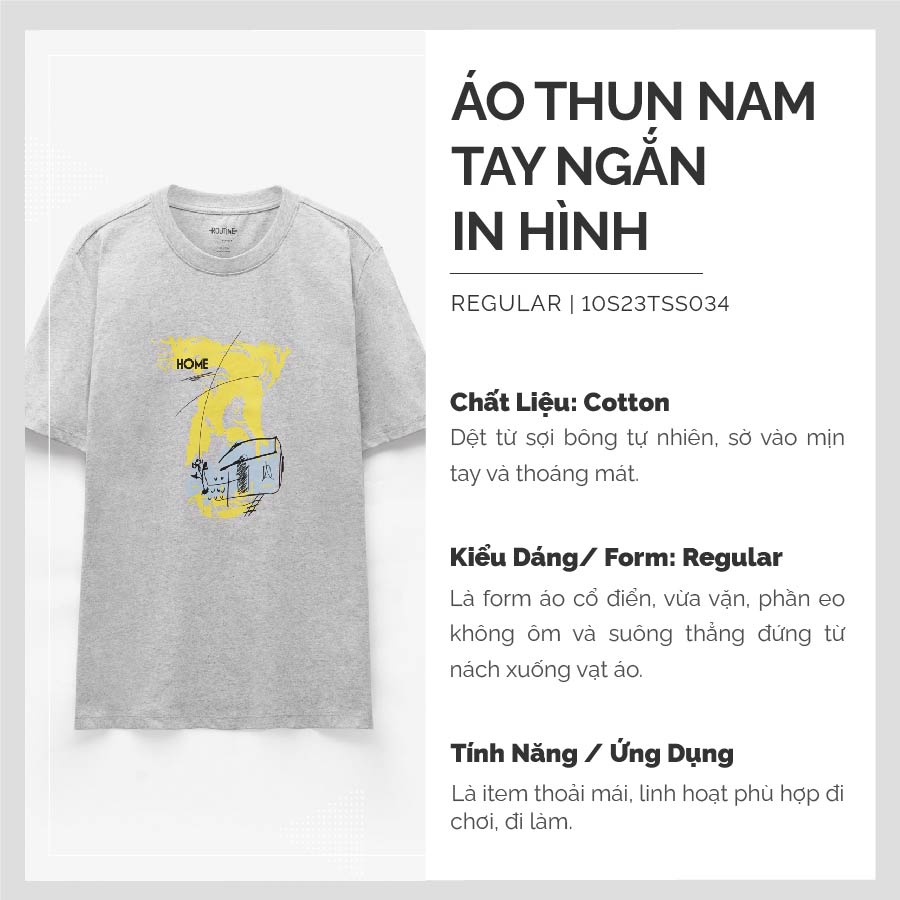 ROUTINE
HOME
ÁO THUN NAM
TAY NGẮN
IN HÌNH
REGULAR | 10S23TSS034
Chất Liệu: Cotton
Dệt từ sợi bông tự nhiên, sờ vào mịn
tay và thoáng mát.
Kiểu Dáng/ Form: Regular
Là form áo cổ điển, vừa vặn, phần eo
không ôm và suông thẳng đứng từ
nách xuống vạt áo.
Tính Năng / Ứng Dụng
Là item thoải mái, linh hoạt phù hợp đi
chơi, đi làm.